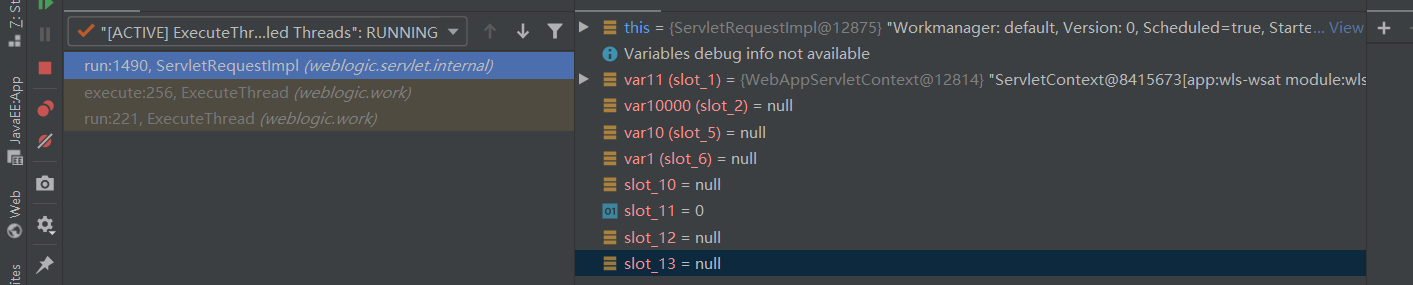 Z: St
JavaEE:App
Web
ites
"[ACTIVE] ExecuteThr...led Threads": RUNNING
run:1490, ServletRequestImpl (weblogic.servlet.internal)
execute:256, ExecuteThread (weblogic.work)
run:221, ExecuteThread (weblogic.work)
this = {ServletRequestImpl@12875} "Workmanager: default, Version: 0, Scheduled=true, Starte... View
Variables debug info not available
var11 (slot_1) = {WebAppServletContext@12814} "ServletContext@8415673[app:wls-wsat module:wls
var10000 (slot_2) = null
var10 (slot_5) = null
var1 (slot_6) = null
slot_10 = null
01 slot_11 = 0
slot_12 = null
slot_13 = null